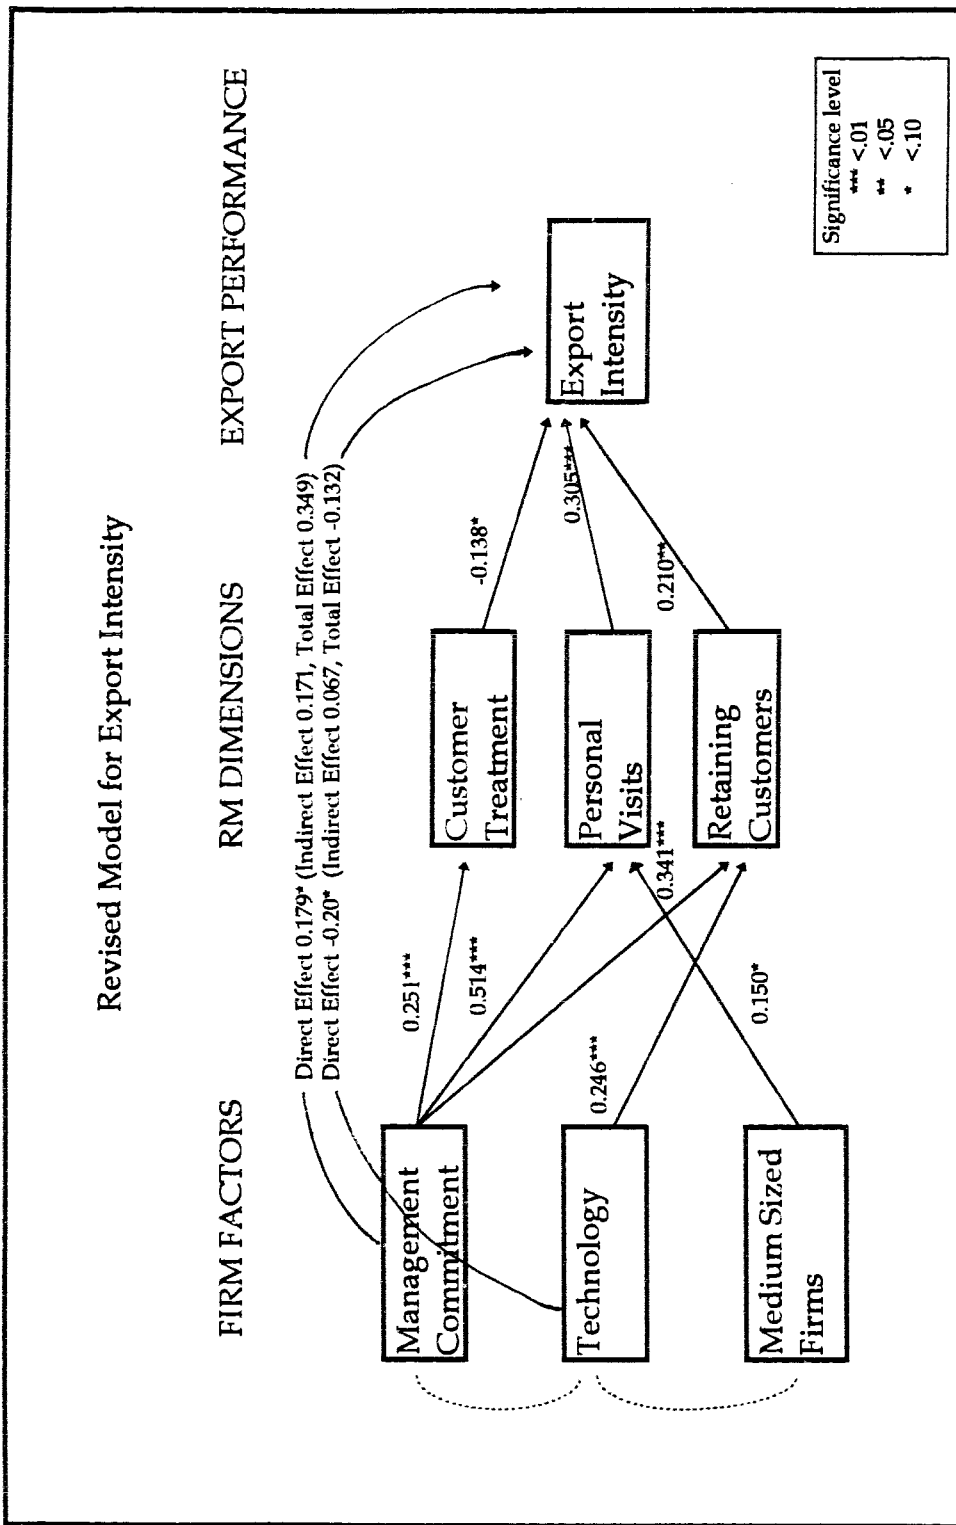 Revised Model for Export Intensity
FIRM FACTORS
RM DIMENSIONS
EXPORT PERFORMANCE
Direct Effect 0.179* (Indirect Effect 0.171, Total Effect 0.349)
Direct Effect -0.20* (Indirect Effect 0.067, Total Effect -0.132)
Management
Commitment
0.251***
0.514***
Customer
Treatment
-0.138*
Technology
0.246***
Personal
Visits
0.305***
Export
Intensity
0.341***
Medium Sized
Firms
0.150*
Retaining
Customers
0.210**
Significance level
*** <.01
** <.05
* <.10